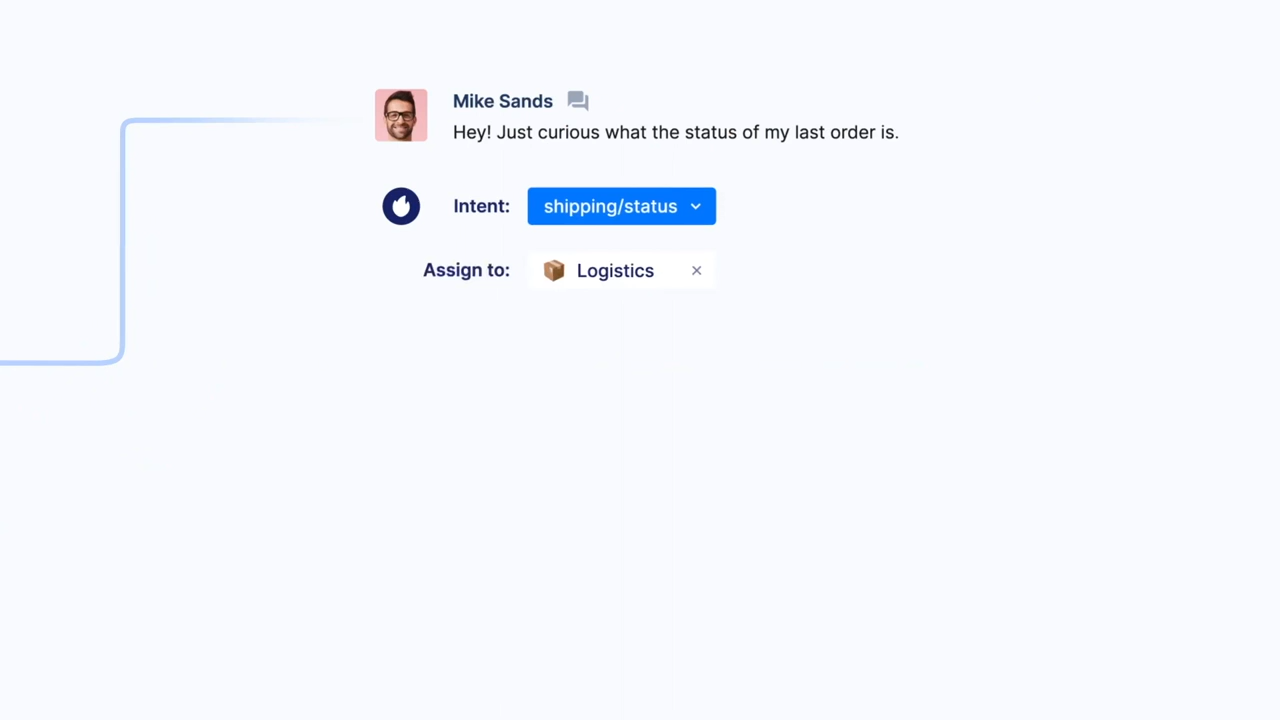 Mike Sands
Hey! Just curious what the status of my last order is.
Intent: shipping/status
Assign to: Logistics